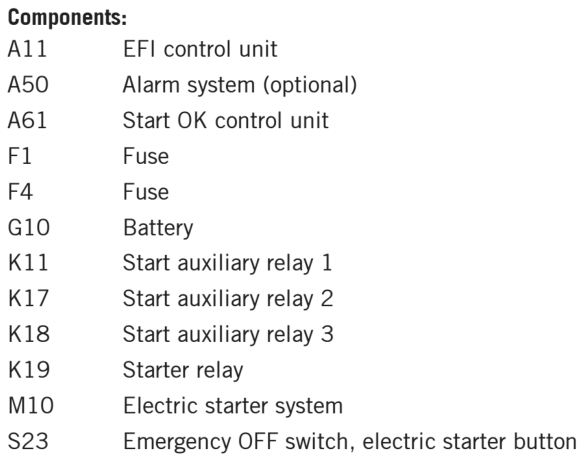 Components:
A11 EFI control unit
A50 Alarm system (optional)
A61 Start OK control unit
F1 Fuse
F4 Fuse
G10 Battery
K11 Start auxiliary relay 1
K17 Start auxiliary relay 2
K18 Start auxiliary relay 3
K19 Starter relay
M10 Electric starter system
S23 Emergency OFF switch, electric starter button